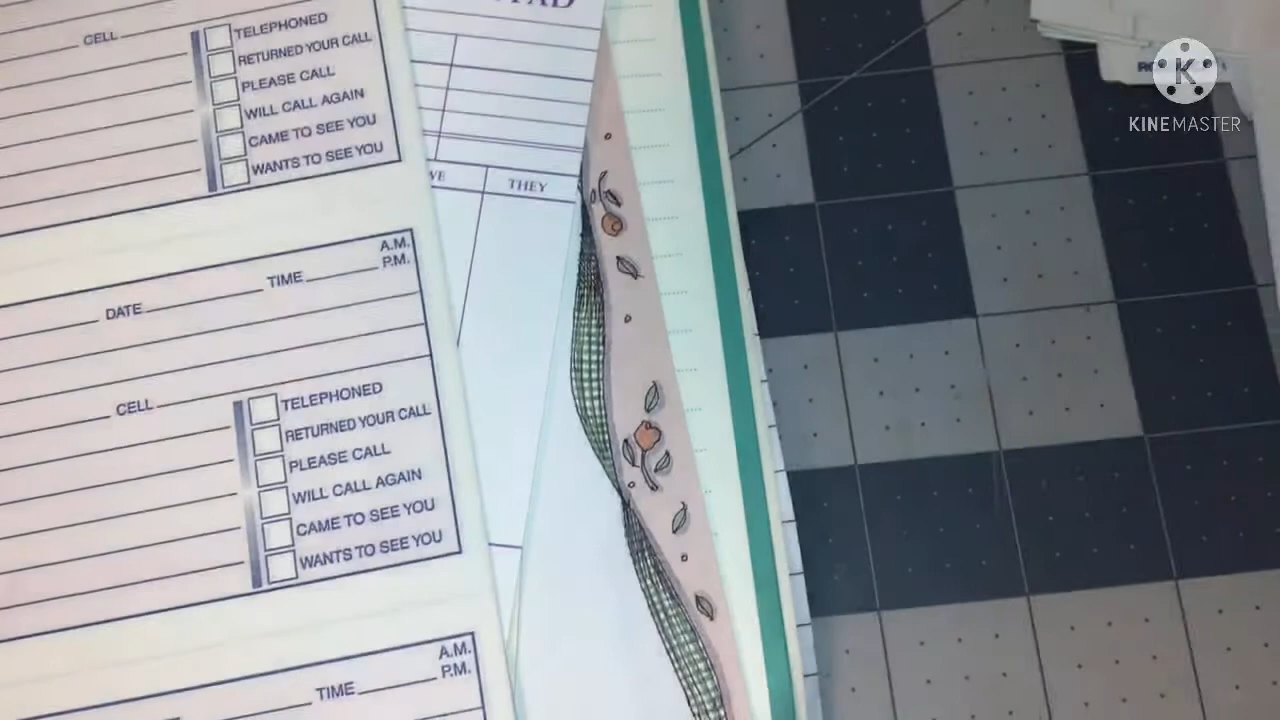 CELL
TELEPHONED
RETURNED YOUR CALL
PLEASE CALL
WILL CALL AGAIN
CAME TO SEE YOU
WANTS TO SEE YOU
THEY
A.M.
DATE TIME P.M.
CELL
TELEPHONED
RETURNED YOUR CALL
PLEASE CALL
WILL CALL AGAIN
CAME TO SEE YOU
WANTS TO SEE YOU
A.M.
TIME P.M.
K
KINEMASTER